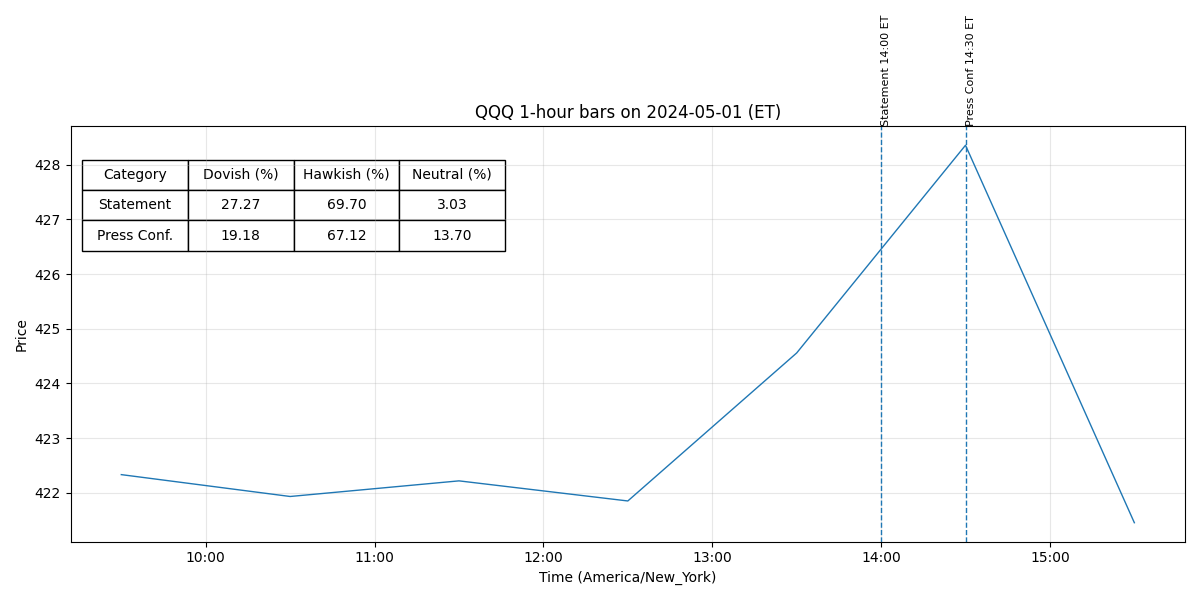 Statement 14:00 ET
Press Conf 14:30 ET
QQQ 1-hour bars on 2024-05-01 (ET)
Category Dovish (%) Hawkish (%) Neutral (%)
Statement 27.27 69.70 3.03
Press Conf. 19.18 67.12 13.70
Price
428
427
426
425
424
423
422
10:00 11:00 12:00 13:00 14:00 15:00
Time (America/New_York)